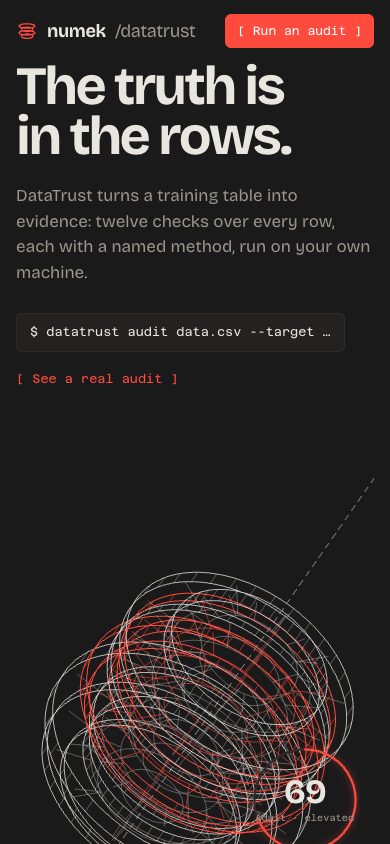 numek /datatrust
[ Run an audit ]
The truth is
in the rows.
DataTrust turns a training table into
evidence: twelve checks over every row,
each with a named method, run on your own
machine.
$ datatrust audit data.csv --target …
[ See a real audit ]
69
elevated